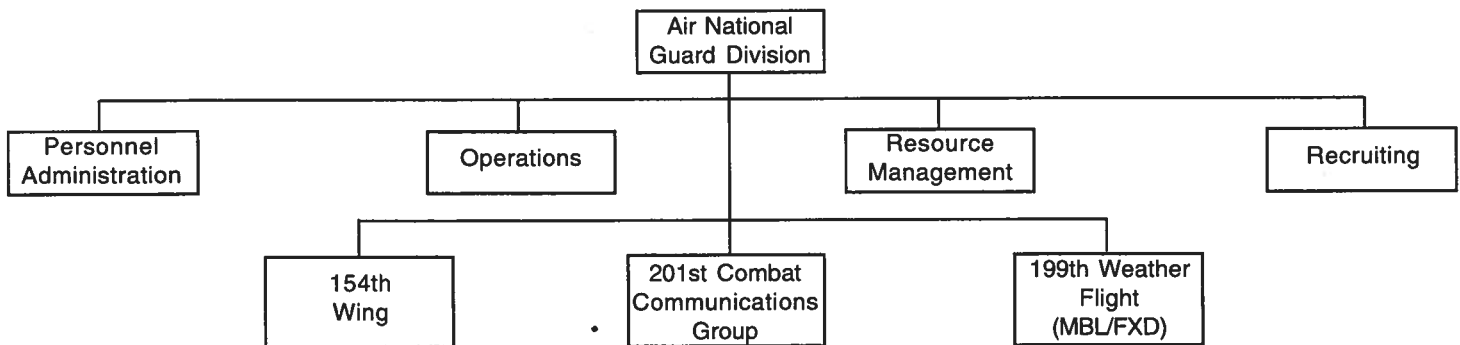 Air National
Guard Division
Personnel
Administration
Operations
Resource
Management
Recruiting
154th
Wing
201st Combat
Communications
Group
199th Weather
Flight
(MBL/FXD)